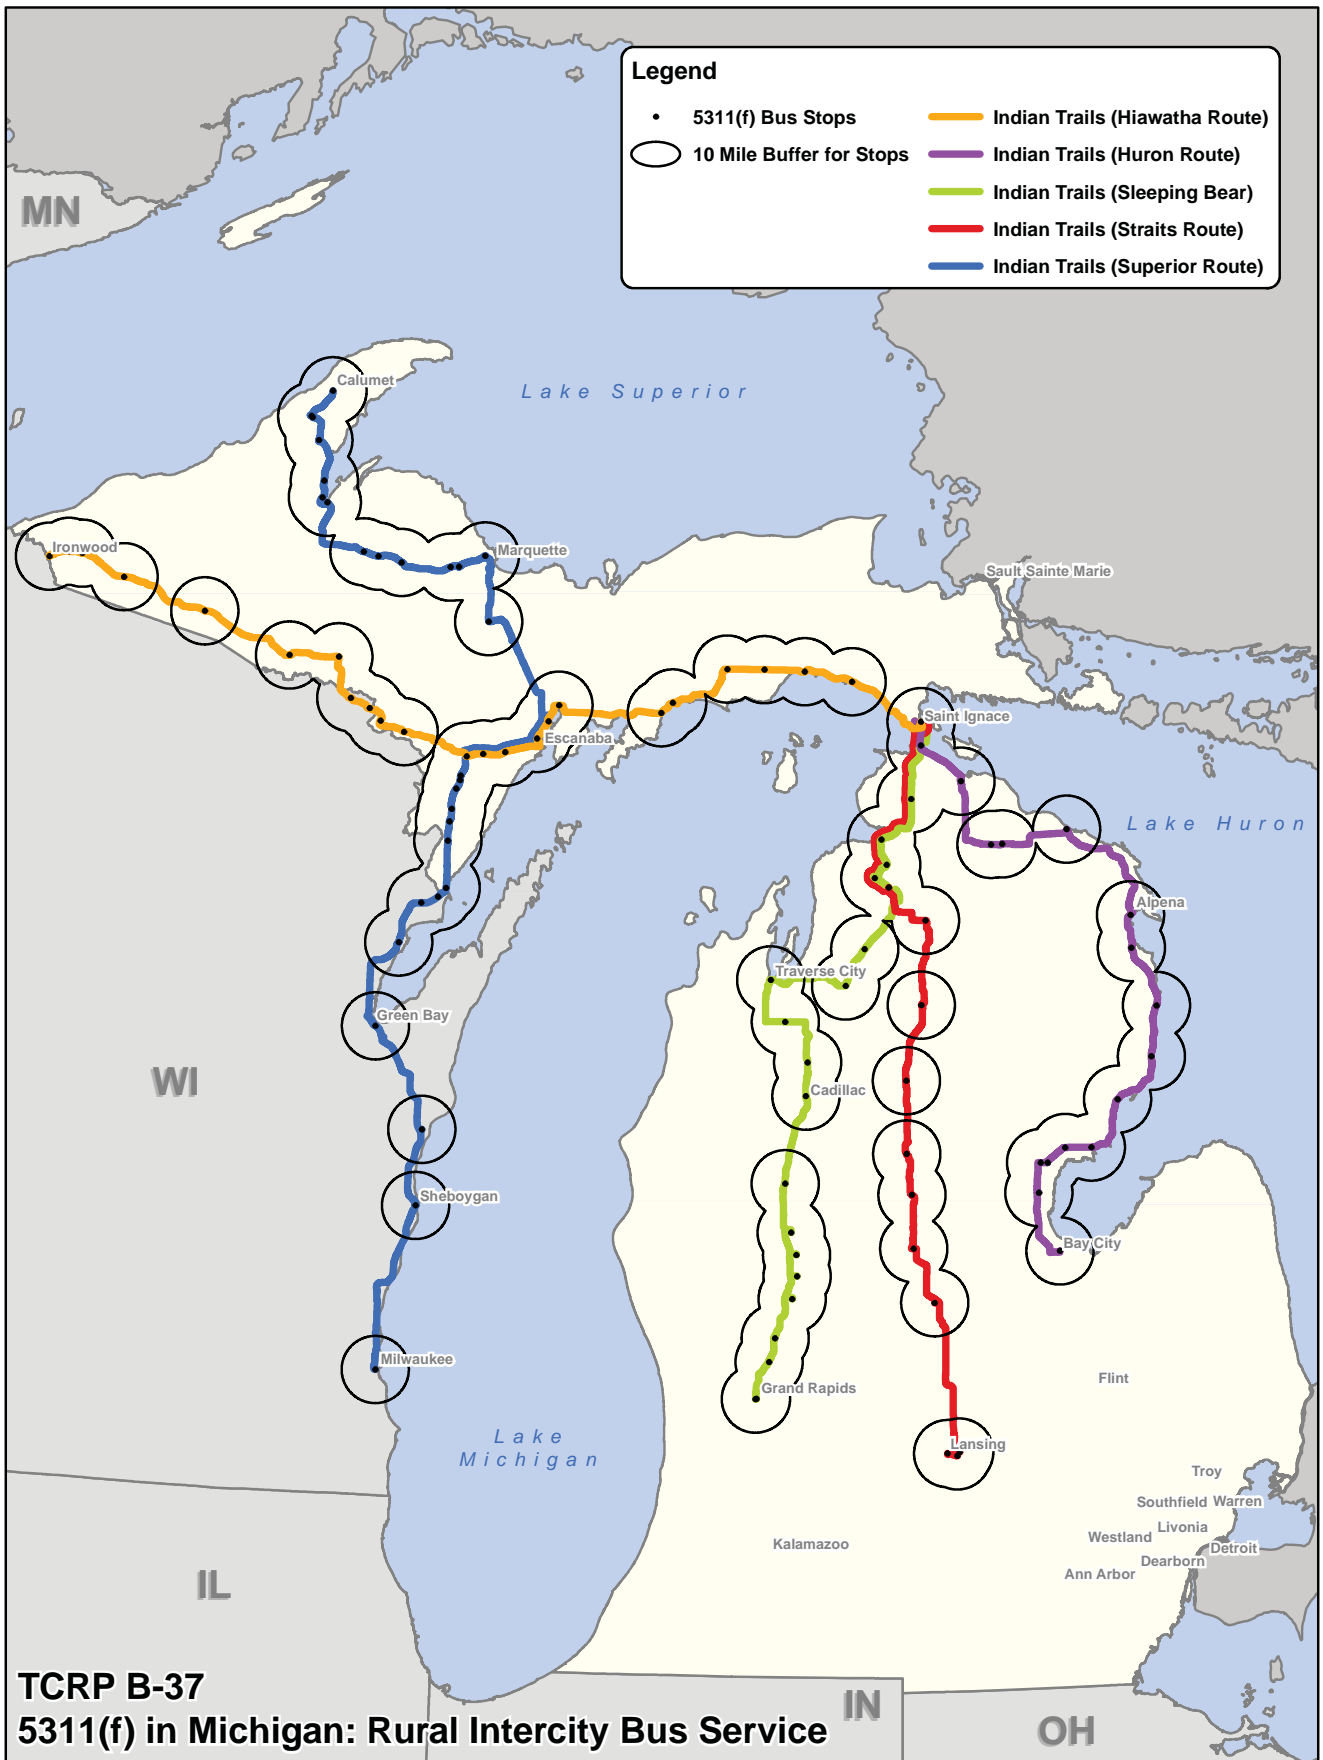 Legend
5311(f) Bus Stops
10 Mile Buffer for Stops
Indian Trails (Hiawatha Route)
Indian Trails (Huron Route)
Indian Trails (Sleeping Bear)
Indian Trails (Straits Route)
Indian Trails (Superior Route)
MN
Calumet
Lake Superior
Ironwood
Marquette
Sault Sainte Marie
Saint Ignace
Escanaba
Lake Huron
Alpena
Traverse City
Green Bay
WI
Cadillac
Sheboygan
Bay City
Milwaukee
Grand Rapids
Flint
Lake
Michigan
Lansing
Troy
Southfield
Warren
Livonia
Westland
Kalamazoo
Detroit
Dearborn
Ann Arbor
IL
IN
OH
TCRP B-37
5311(f) in Michigan: Rural Intercity Bus Service